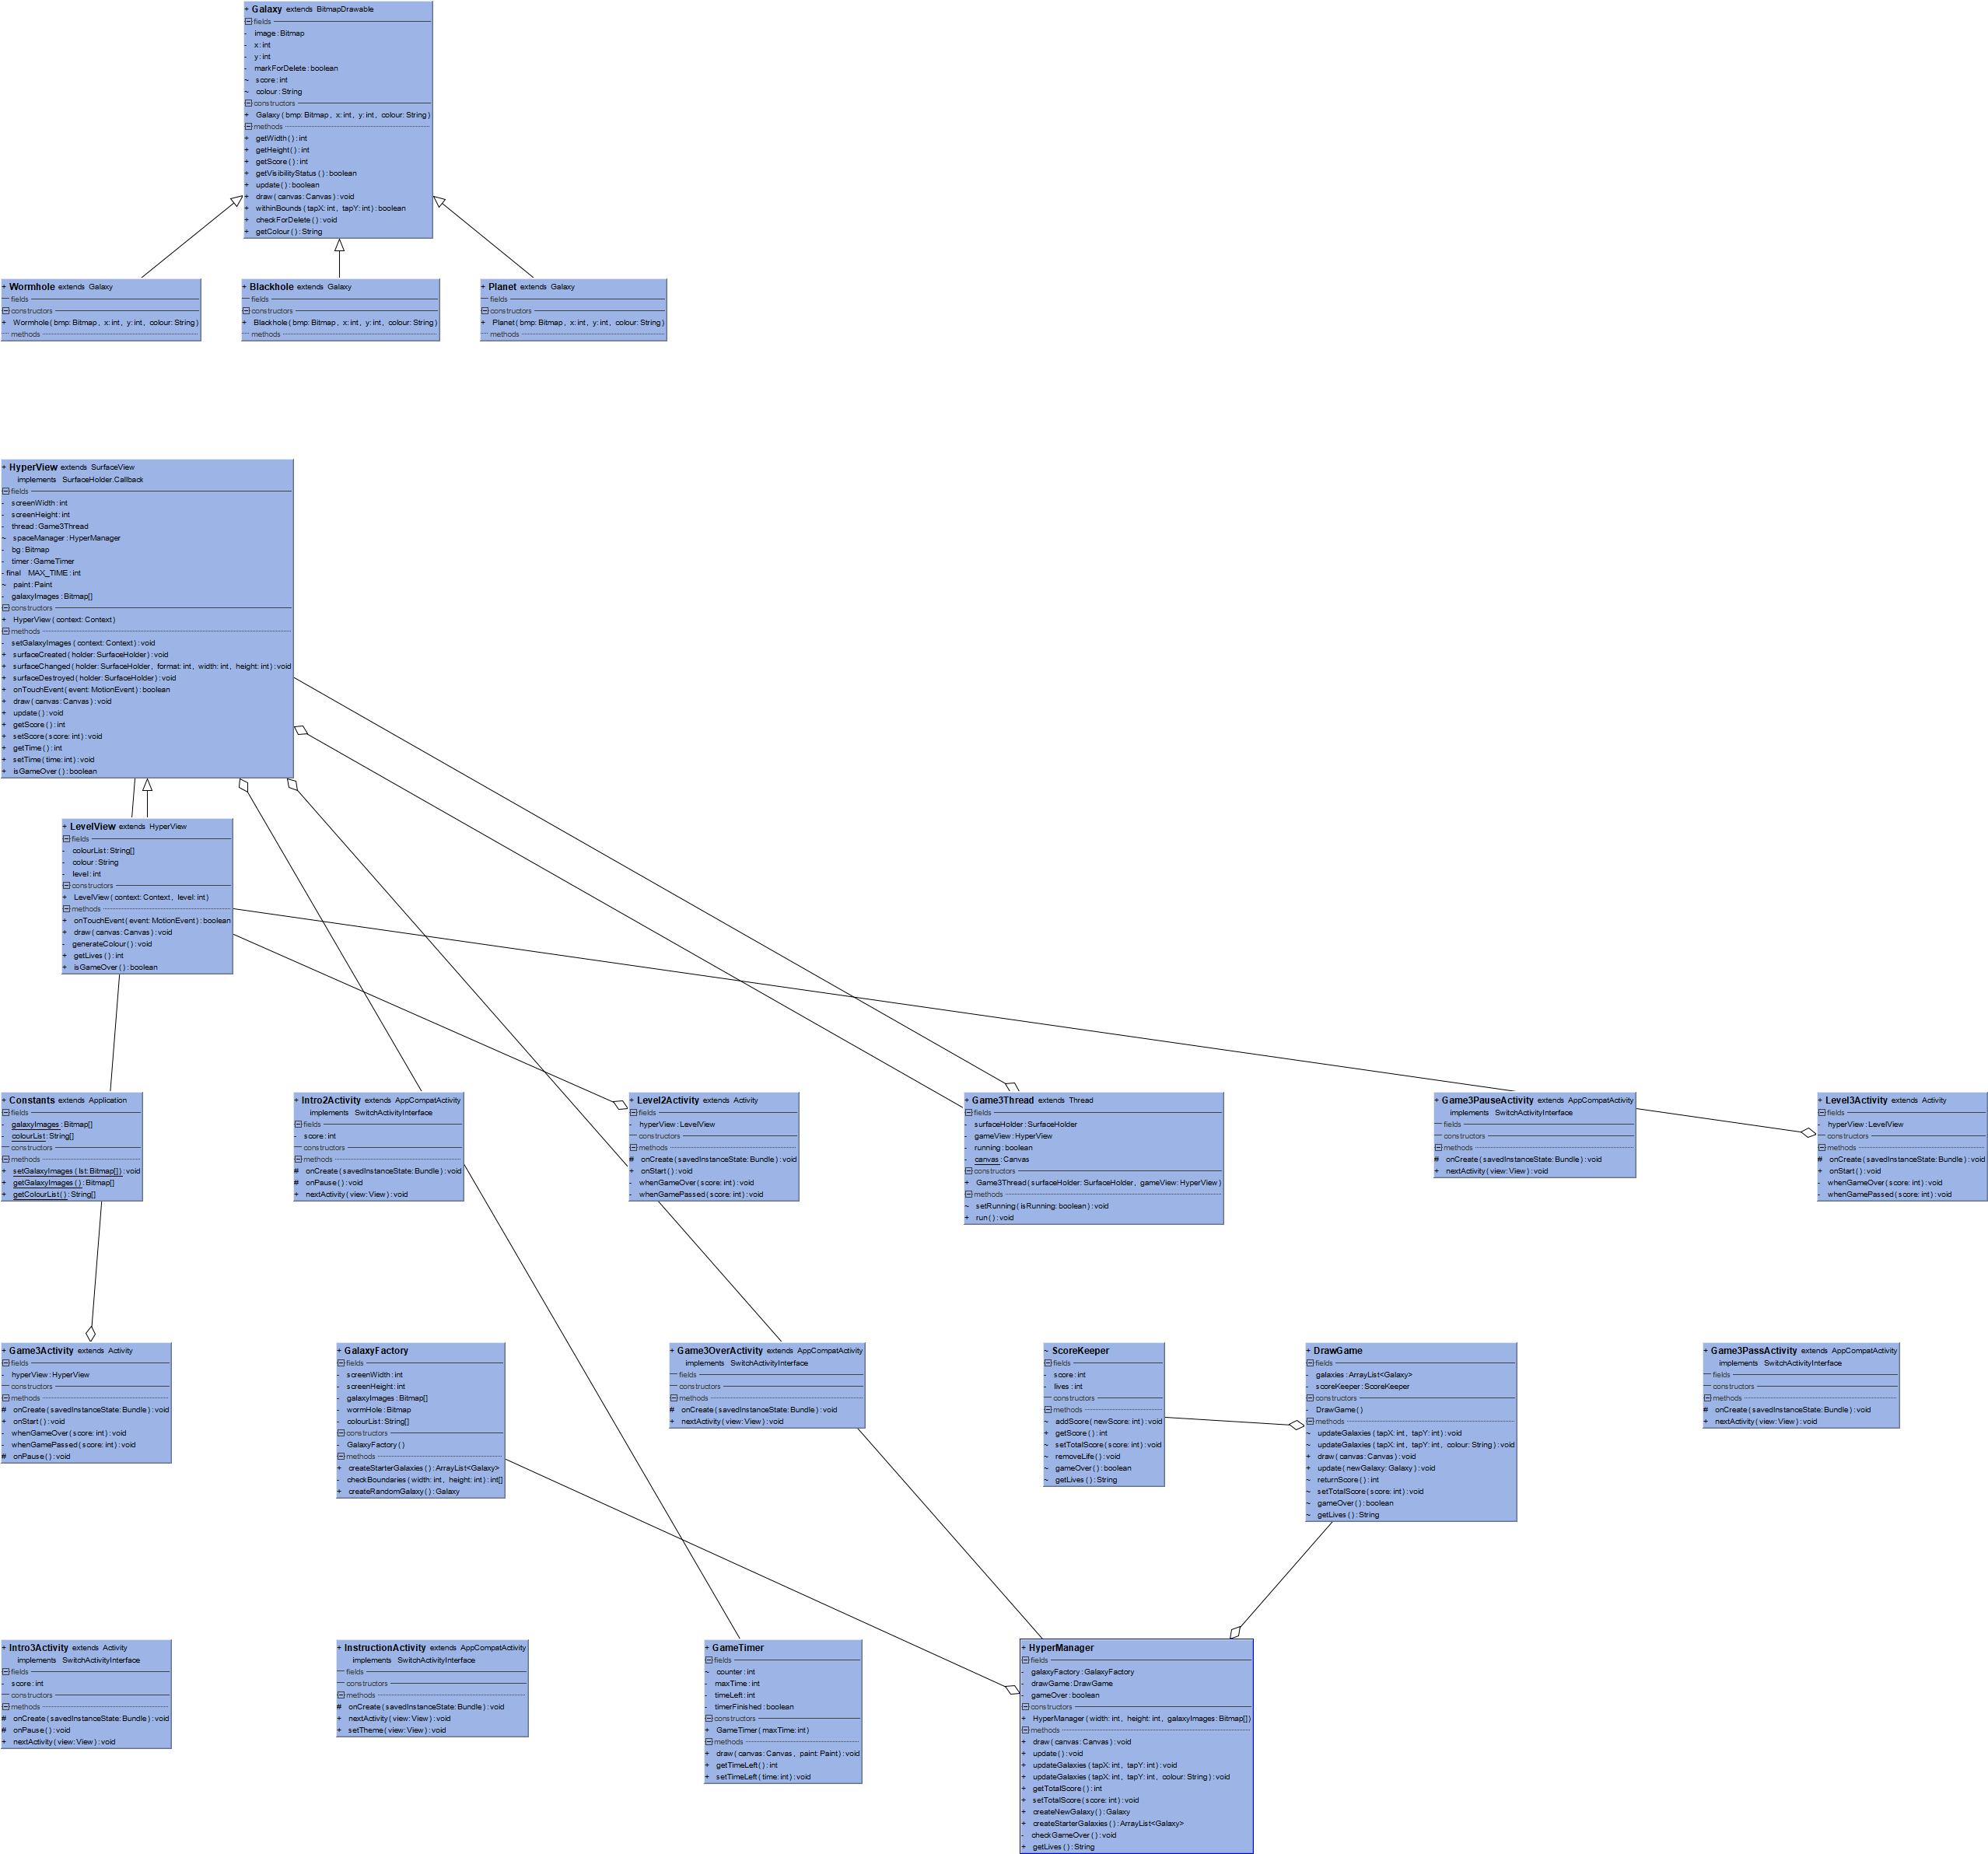 + Galaxy extends BitmapDrawable
fields
- image : Bitmap
- x : int
- y : int
- markForDelete : boolean
~ score : int
~ colour : String
constructors
+ Galaxy ( bmp: Bitmap , x: int , y: int , colour: String )
methods
+ getWidth ( ) : int
+ getHeight ( ) : int
+ getScore ( ) : int
+ getVisibilityStatus ( ) : boolean
+ update ( ) : boolean
+ draw ( canvas: Canvas ) : void
+ withinBounds ( tapX: int , tapY: int ) : boolean
+ checkForDelete ( ) : void
+ getColour ( ) : String
+ Wormhole extends Galaxy
fields
constructors
+ Wormhole ( bmp: Bitmap , x: int , y: int , colour: String )
methods
+ Blackhole extends Galaxy
fields
constructors
+ Blackhole ( bmp: Bitmap , x: int , y: int , colour: String )
methods
+ Planet extends Galaxy
fields
constructors
+ Planet ( bmp: Bitmap , x: int , y: int , colour: String )
methods
+ HyperView extends SurfaceView
implements SurfaceHolder.Callback
fields
- screenWidth : int
- screenHeight : int
- thread : Game3Thread
~ spaceManager : HyperManager
- bg : Bitmap
- timer : GameTimer
- final MAX_TIME : int
~ paint : Paint
- galaxyImages : Bitmap[]
constructors
+ HyperView ( context: Context )
methods
- setGalaxyImages ( context: Context ) : void
+ surfaceCreated ( holder: SurfaceHolder ) : void
+ surfaceChanged ( holder: SurfaceHolder , format: int , width: int , height: int ) : void
+ surfaceDestroyed ( holder: SurfaceHolder ) : void
+ onTouchEvent ( event: MotionEvent ) : boolean
+ draw ( canvas: Canvas ) : void
+ update ( ) : void
+ getScore ( ) : int
+ setScore ( score: int ) : void
+ getTime ( ) : int
+ setTime ( time: int ) : void
+ isGameOver ( ) : boolean
+ LevelView extends HyperView
fields
- colourList : String[]
- colour : String
- level : int
constructors
+ LevelView ( context: Context , level: int )
methods
+ onTouchEvent ( event: MotionEvent ) : boolean
+ draw ( canvas: Canvas ) : void
- generateColour ( ) : void
+ getLives ( ) : int
+ isGameOver ( ) : boolean
+ Constants extends Application
fields
- galaxyImages : Bitmap[]
- colourList : String[]
constructors
methods
+ setGalaxyImages ( lst: Bitmap[] ) : void
+ getGalaxyImages ( ) : Bitmap[]
+ getColourList ( ) : String[]
+ Intro2Activity extends AppCompatActivity
implements SwitchActivityInterface
fields
- score : int
constructors
methods
# onCreate ( savedInstanceState: Bundle ) : void
# onPause ( ) : void
+ nextActivity ( view: View ) : void
+ Level2Activity extends Activity
fields
- hyperView : LevelView
constructors
methods
# onCreate ( savedInstanceState: Bundle ) : void
+ onStart ( ) : void
- whenGameOver ( score: int ) : void
- whenGamePassed ( score: int ) : void
+ Game3Thread extends Thread
fields
- surfaceHolder : SurfaceHolder
- gameView : HyperView
- running : boolean
- canvas : Canvas
constructors
+ Game3Thread ( surfaceHolder: SurfaceHolder , gameView: HyperView )
methods
~ setRunning ( isRunning: boolean ) : void
+ run ( ) : void
+ Game3PauseActivity extends AppCompatActivity
implements SwitchActivityInterface
fields
constructors
methods
# onCreate ( savedInstanceState: Bundle ) : void
+ nextActivity ( view: View ) : void
+ Level3Activity extends Activity
fields
- hyperView : LevelView
constructors
methods
# onCreate ( savedInstanceState: Bundle ) : void
+ onStart ( ) : void
- whenGameOver ( score: int ) : void
- whenGamePassed ( score: int ) : void
+ Game3Activity extends Activity
fields
- hyperView : HyperView
constructors
methods
# onCreate ( savedInstanceState: Bundle ) : void
+ onStart ( ) : void
- whenGameOver ( score: int ) : void
- whenGamePassed ( score: int ) : void
# onPause ( ) : void
+ GalaxyFactory
fields
- screenWidth : int
- screenHeight : int
- galaxyImages : Bitmap[]
- wormHole : Bitmap
- colourList : String[]
constructors
- GalaxyFactory ( )
methods
+ createStarterGalaxies ( ) : ArrayList<Galaxy>
- checkBoundaries ( width: int , height: int ) : int[]
+ createRandomGalaxy ( ) : Galaxy
+ Game3OverActivity extends AppCompatActivity
implements SwitchActivityInterface
fields
constructors
methods
# onCreate ( savedInstanceState: Bundle ) : void
+ nextActivity ( view: View ) : void
~ ScoreKeeper
fields
- score : int
- lives : int
constructors
methods
~ addScore ( newScore: int ) : void
+ getScore ( ) : int
~ setTotalScore ( score: int ) : void
~ removeLife ( ) : void
~ gameOver ( ) : boolean
~ getLives ( ) : String
+ DrawGame
fields
- galaxies : ArrayList<Galaxy>
- scoreKeeper : ScoreKeeper
constructors
- DrawGame ( )
methods
~ updateGalaxies ( tapX: int , tapY: int ) : void
~ updateGalaxies ( tapX: int , tapY: int , colour: String ) : void
+ draw ( canvas: Canvas ) : void
+ update ( newGalaxy: Galaxy ) : void
~ returnScore ( ) : int
~ setTotalScore ( score: int ) : void
~ gameOver ( ) : boolean
~ getLives ( ) : String
+ Game3PassActivity extends AppCompatActivity
implements SwitchActivityInterface
fields
constructors
methods
# onCreate ( savedInstanceState: Bundle ) : void
+ nextActivity ( view: View ) : void
+ Intro3Activity extends Activity
implements SwitchActivityInterface
fields
- score : int
constructors
methods
# onCreate ( savedInstanceState: Bundle ) : void
# onPause ( ) : void
+ nextActivity ( view: View ) : void
+ InstructionActivity extends AppCompatActivity
implements SwitchActivityInterface
fields
constructors
methods
# onCreate ( savedInstanceState: Bundle ) : void
+ nextActivity ( view: View ) : void
+ setTheme ( view: View ) : void
+ GameTimer
fields
~ counter : int
- maxTime : int
- timeLeft : int
- timerFinished : boolean
constructors
+ GameTimer ( maxTime: int )
methods
+ draw ( canvas: Canvas , paint: Paint ) : void
+ getTimeLeft ( ) : int
+ setTimeLeft ( time: int ) : void
+ HyperManager
fields
- galaxyFactory : GalaxyFactory
- drawGame : DrawGame
- gameOver : boolean
constructors
+ HyperManager ( width: int , height: int , galaxyImages: Bitmap[] )
methods
+ draw ( canvas: Canvas ) : void
+ update ( ) : void
+ updateGalaxies ( tapX: int , tapY: int ) : void
+ updateGalaxies ( tapX: int , tapY: int , colour: String ) : void
+ getTotalScore ( ) : int
+ setTotalScore ( score: int ) : void
+ createNewGalaxy ( ) : Galaxy
+ createStarterGalaxies ( ) : ArrayList<Galaxy>
- checkGameOver ( ) : void
+ getLives ( ) : String